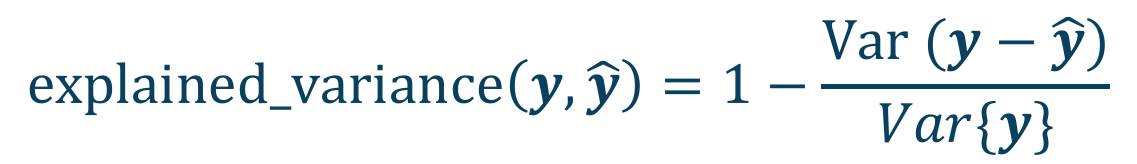 explained_variance(y, ŷ) = 1 − Var (y − ŷ) / Var{y}